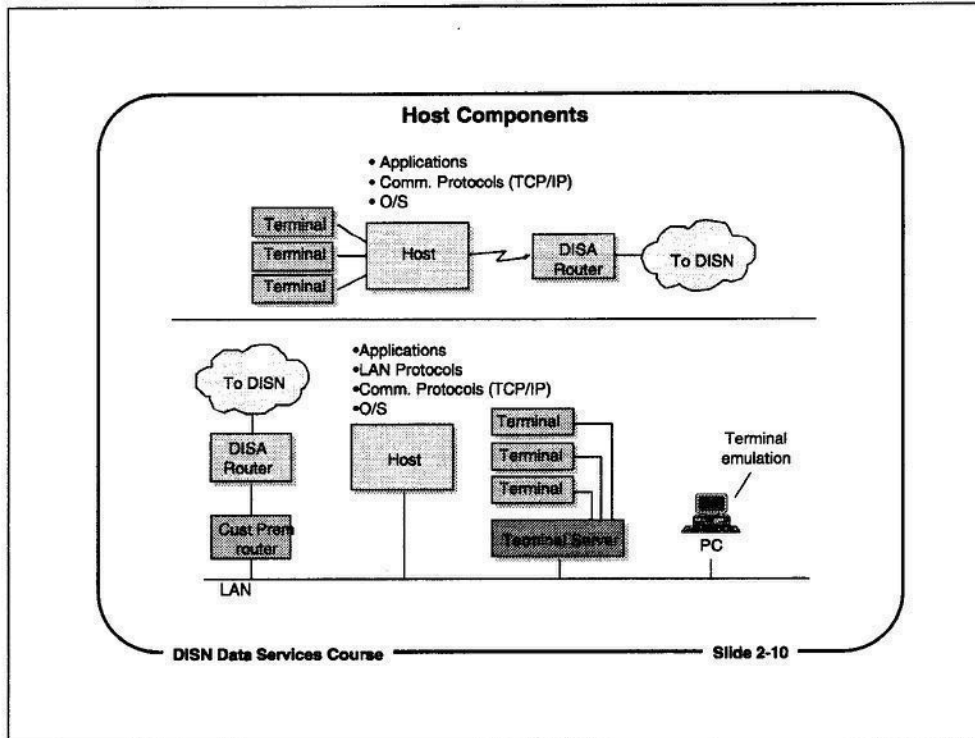 Host Components
• Applications
• Comm. Protocols (TCP/IP)
• O/S
Terminal
Terminal
Terminal
Host
DISA
Router
To DISN
•Applications
•LAN Protocols
•Comm. Protocols (TCP/IP)
•O/S
To DISN
DISA
Router
Cust Prem
router
Host
Terminal
Terminal
Terminal
Terminal Server
Terminal
emulation
PC
LAN
DISN Data Services Course
Slide 2-10